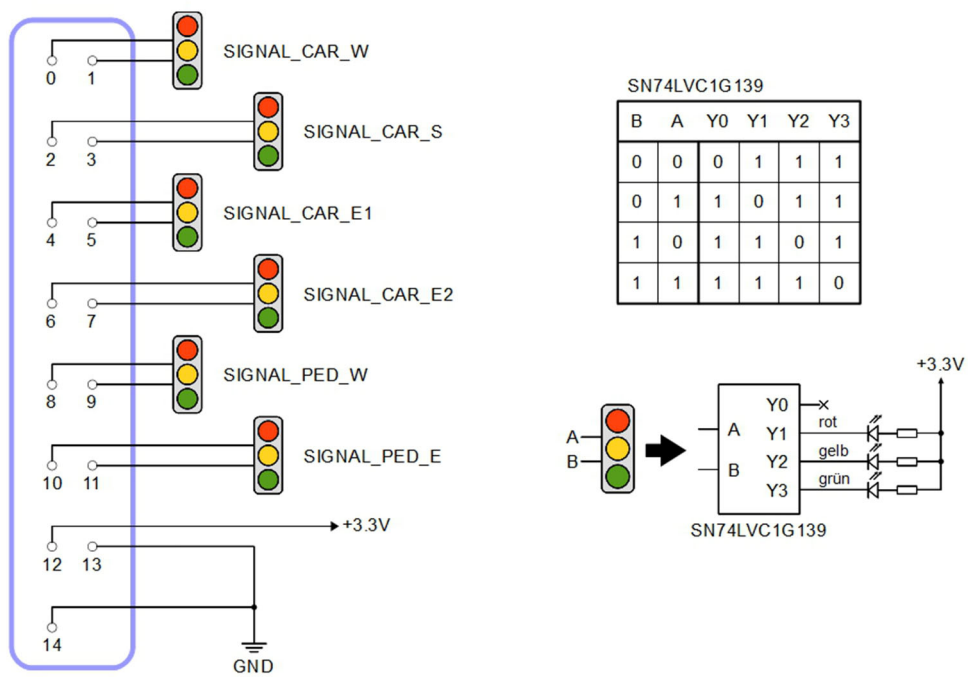 SIGNAL_CAR_W
0 1
SIGNAL_CAR_S
2 3
SIGNAL_CAR_E1
4 5
SIGNAL_CAR_E2
6 7
SIGNAL_PED_W
8 9
SIGNAL_PED_E
10 11
+3.3V
12 13
14
GND
SN74LVC1G139
B A Y0 Y1 Y2 Y3
0 0 0 1 1 1
0 1 1 0 1 1
1 0 1 1 0 1
1 1 1 1 1 0
+3.3V
A
B
A
B
Y0
Y1 rot
Y2 gelb
Y3 grün
SN74LVC1G139